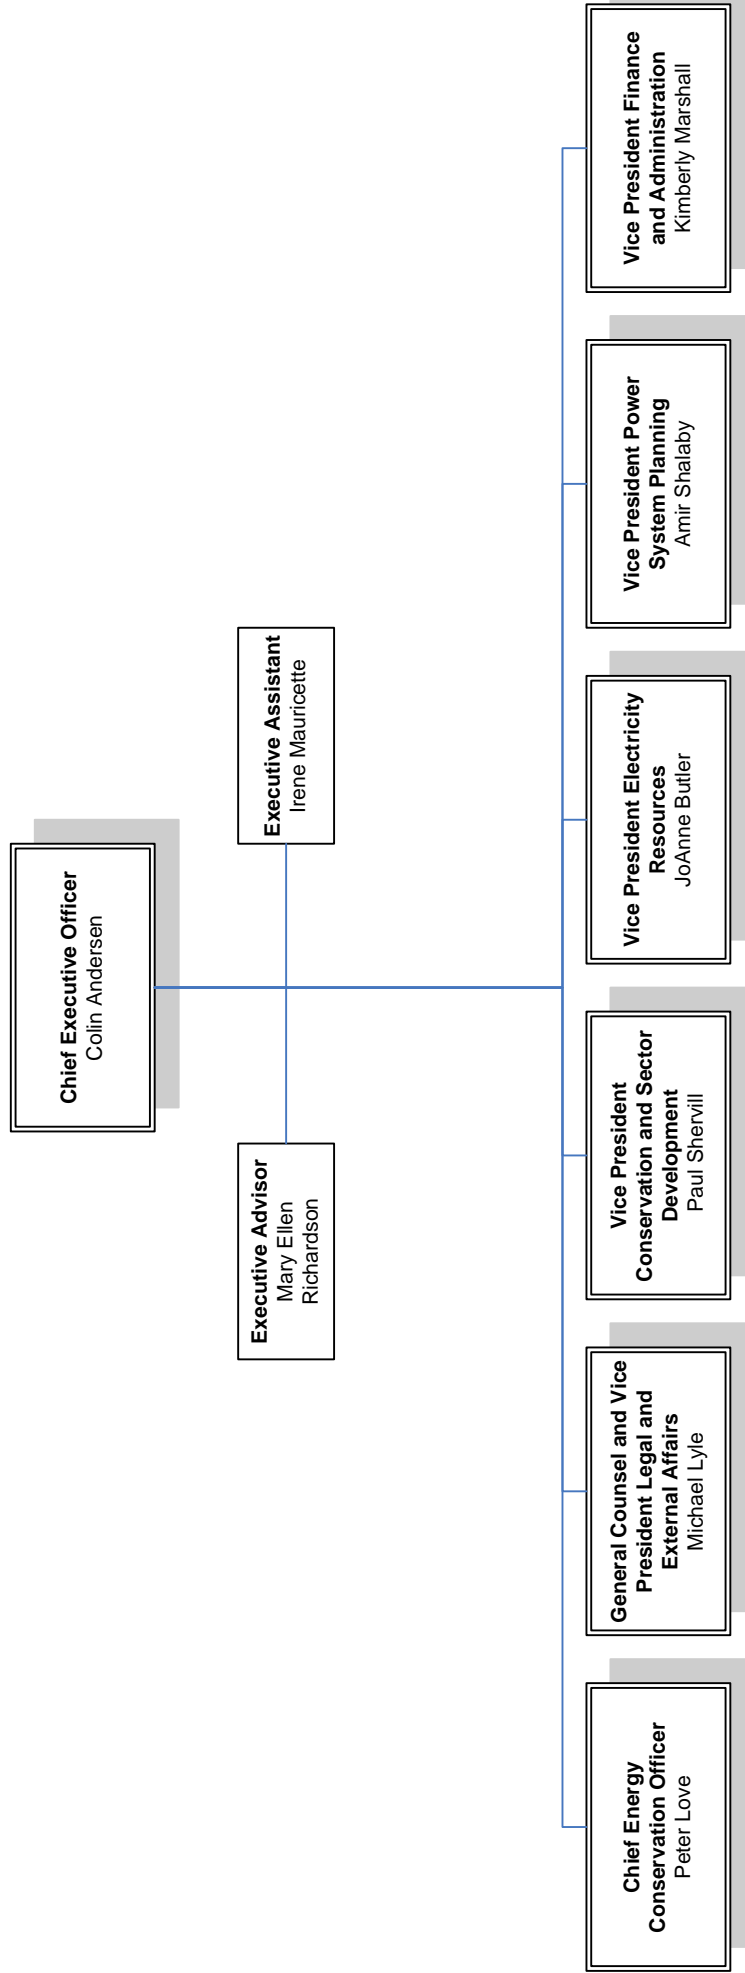 Chief Executive Officer
Colin Andersen
Executive Advisor
Mary Ellen
Richardson
Executive Assistant
Irene Mauricette
Chief Energy
Conservation Officer
Peter Love
General Counsel and Vice
President Legal and
External Affairs
Michael Lyle
Vice President
Conservation and Sector
Development
Paul Shervill
Vice President Electricity
Resources
JoAnne Butler
Vice President Power
System Planning
Amir Shalaby
Vice President Finance
and Administration
Kimberly Marshall